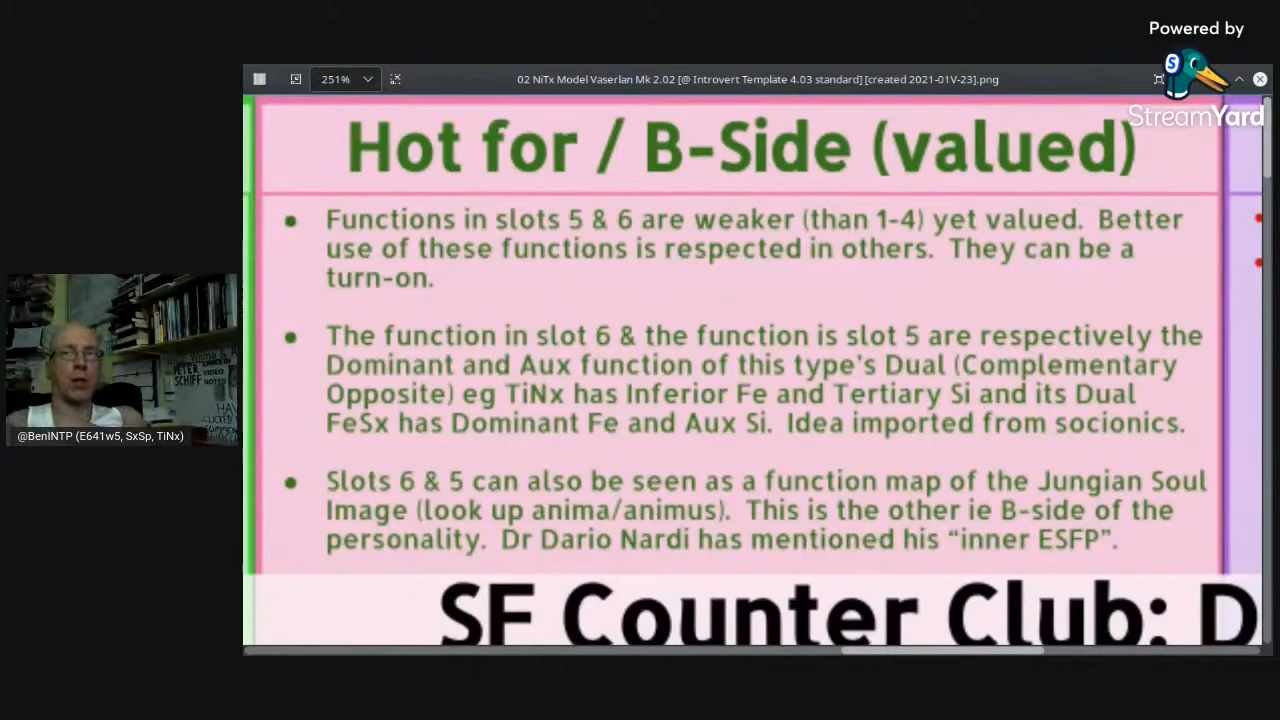 Powered by
StreamYard
251%
02 NiTx Model Vaserlan Mk 2.02 [@ Introvert Template 4.03 standard] [created 2021-01V-23].png
Hot for / B-Side (valued)
Functions in slots 5 & 6 are weaker (than 1-4) yet valued. Better
use of these functions is respected in others. They can be a
turn-on.
The function in slot 6 & the function is slot 5 are respectively the
Dominant and Aux function of this type's Dual (Complementary
Opposite) eg TiNx has Inferior Fe and Tertiary Si and its Dual
FeSx has Dominant Fe and Aux Si. Idea imported from socionics.
Slots 6 & 5 can also be seen as a function map of the Jungian Soul
Image (look up anima/animus). This is the other ie B-side of the
personality. Dr Dario Nardi has mentioned his “inner ESFP”.
SF Counter Club: D
PETER
SCHIFF
VIDEO
@BenINTP (E641w5, SxSp, TiNx)